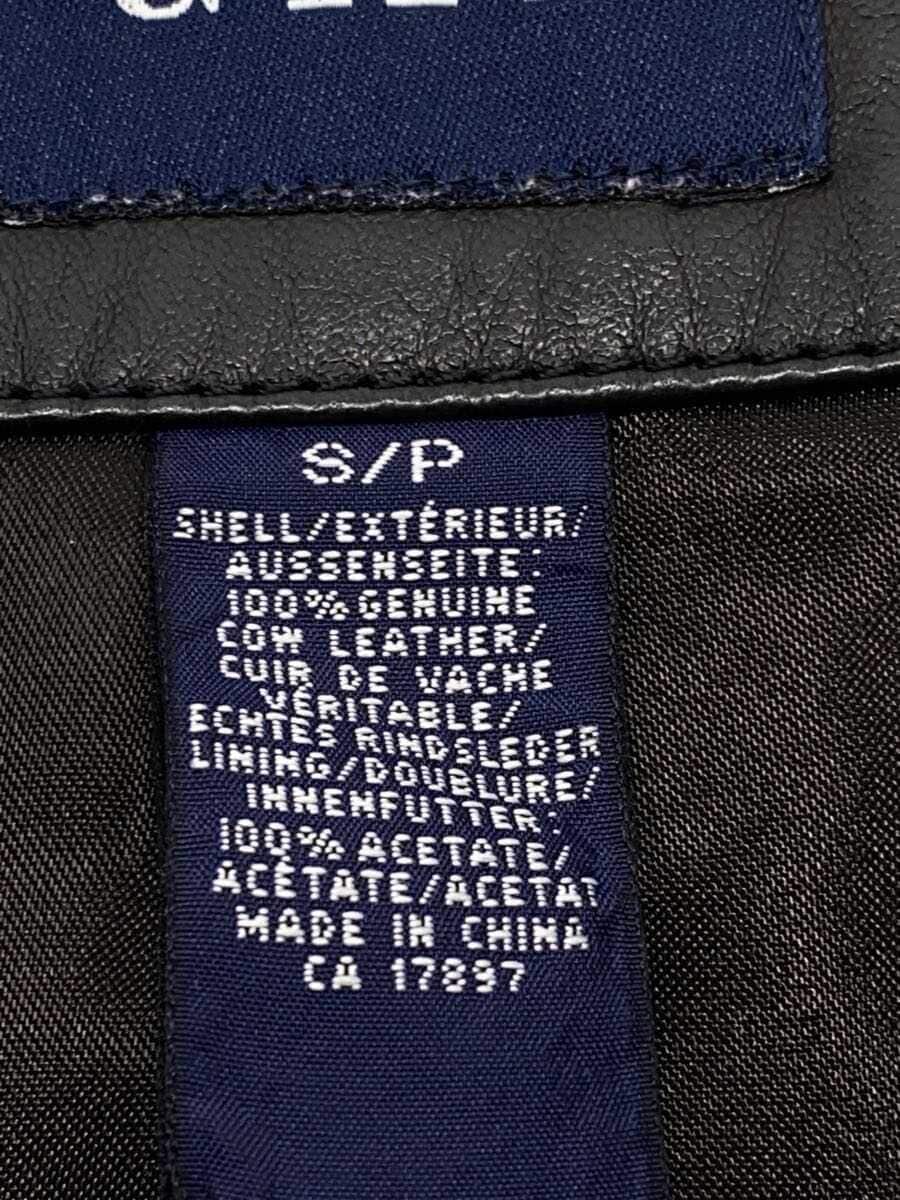 S/P
SHELL/EXTÉRIEUR/
AUSSENSEITE:
100% GENUINE
COW LEATHER/
CUIR DE VACHE
VÉRITABLE/
ECHTES RINDSLEDER
LINING/DOUBLURE/
INNENFUTTER:
100% ACETATE/
ACÉTATE/ACETAT
MADE IN CHINA
CA 17897